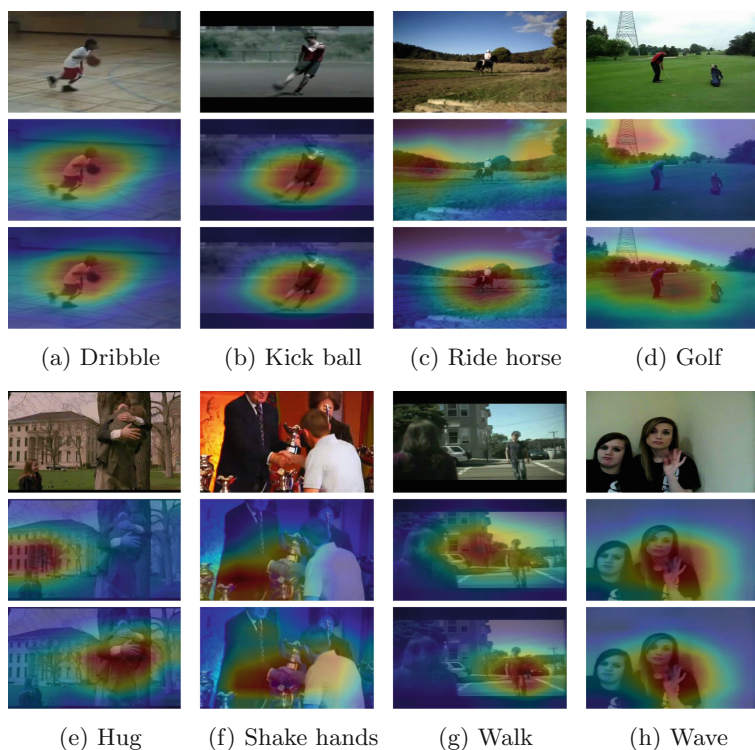 (a) Dribble
(b) Kick ball
(c) Ride horse
(d) Golf
(e) Hug
(f) Shake hands
(g) Walk
(h) Wave